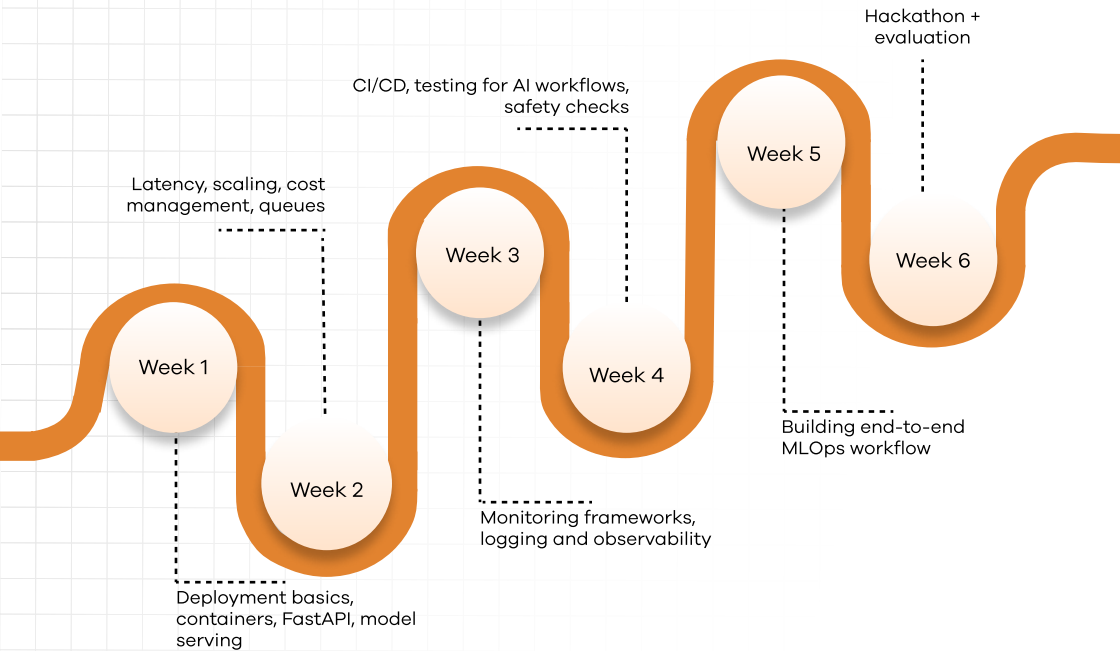 Hackathon +
evaluation
CI/CD, testing for AI workflows,
safety checks
Week 5
Latency, scaling, cost
management, queues
Week 3
Week 6
Week 1
Week 4
Building end-to-end
MLOps workflow
Week 2
Monitoring frameworks,
logging and observability
Deployment basics,
containers, FastAPI, model
serving